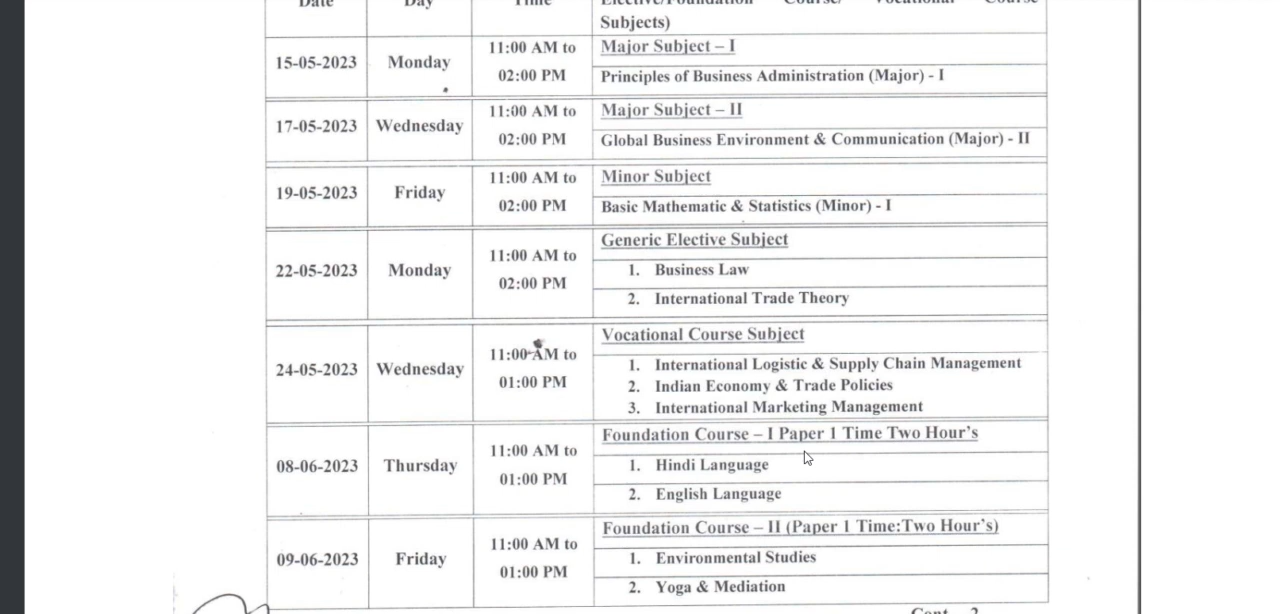 Date Day Time Elective/Foundation Course/ Vocational Course
Subjects)
15-05-2023 Monday 11:00 AM to 02:00 PM Major Subject – I
Principles of Business Administration (Major) - I
17-05-2023 Wednesday 11:00 AM to 02:00 PM Major Subject – II
Global Business Environment & Communication (Major) - II
19-05-2023 Friday 11:00 AM to 02:00 PM Minor Subject
Basic Mathematic & Statistics (Minor) - I
22-05-2023 Monday 11:00 AM to 02:00 PM Generic Elective Subject
1. Business Law
2. International Trade Theory
24-05-2023 Wednesday 11:00 AM to 01:00 PM Vocational Course Subject
1. International Logistic & Supply Chain Management
2. Indian Economy & Trade Policies
3. International Marketing Management
08-06-2023 Thursday 11:00 AM to 01:00 PM Foundation Course – I Paper 1 Time Two Hour's
1. Hindi Language
2. English Language
09-06-2023 Friday 11:00 AM to 01:00 PM Foundation Course – II (Paper 1 Time:Two Hour's)
1. Environmental Studies
2. Yoga & Mediation